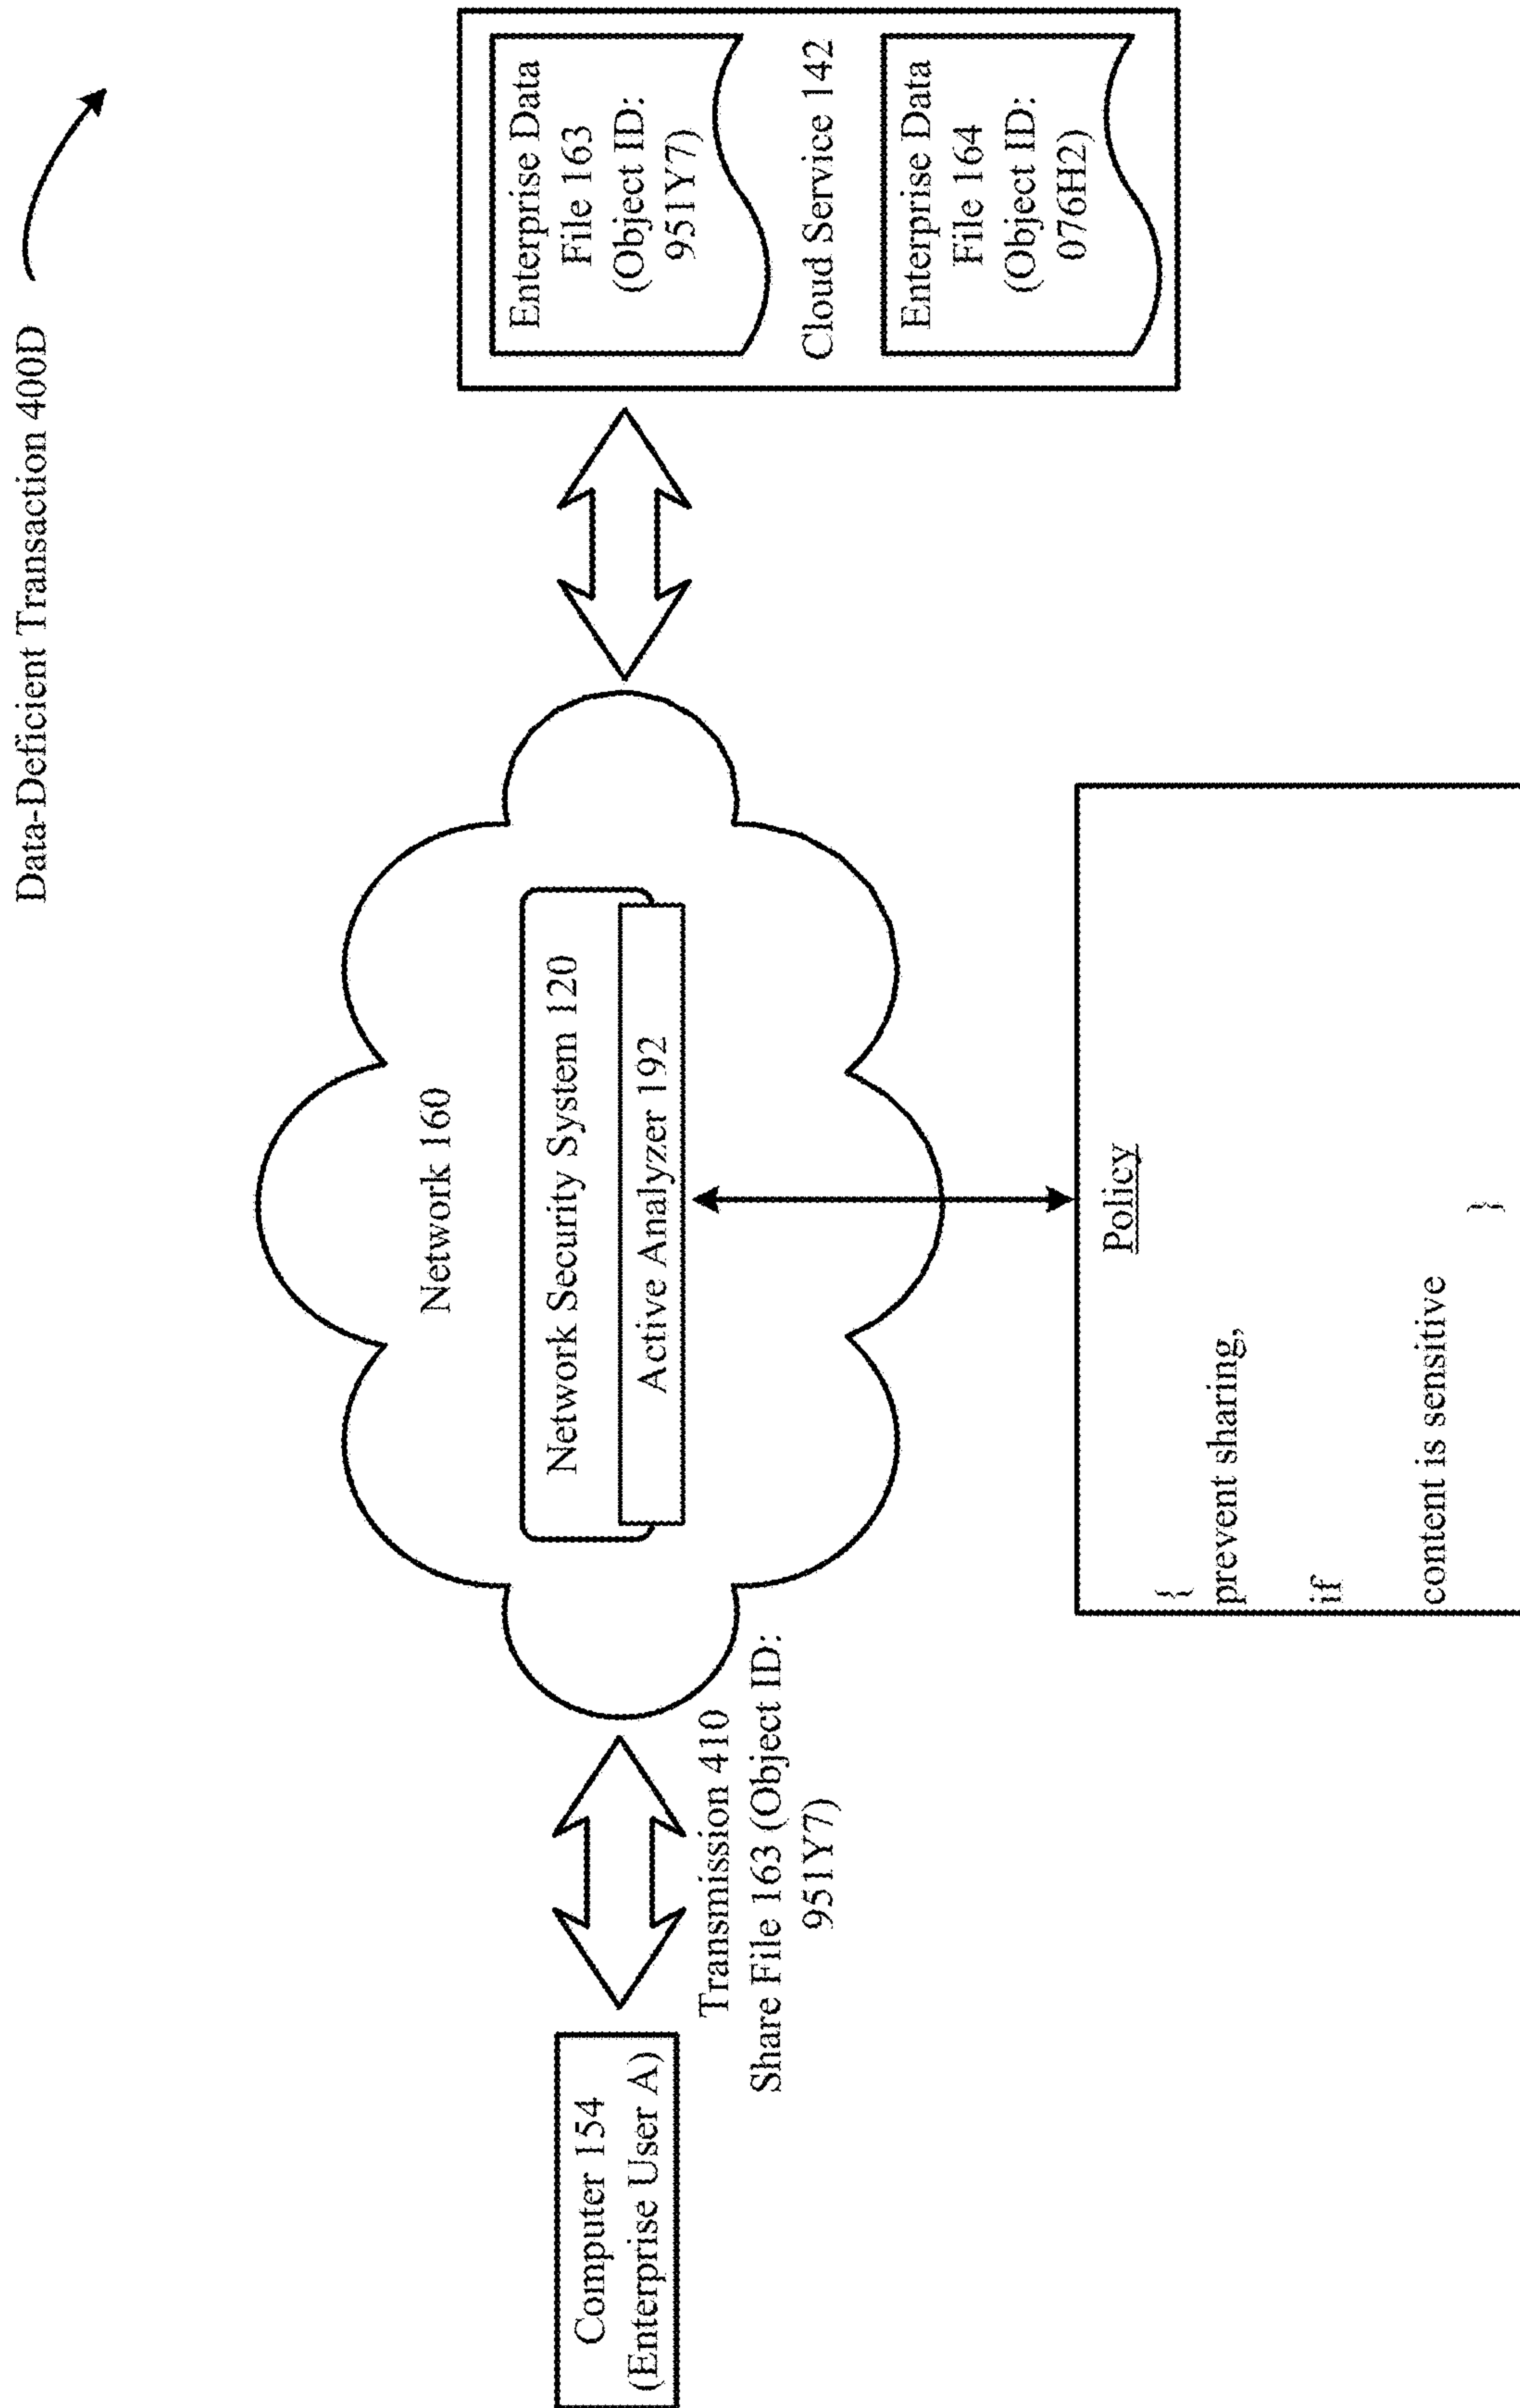 Data-Deficient Transaction 400D
Computer 154
(Enterprise User A)
Transmission 410
Share File 163 (Object ID:
951Y7)
Network 160
Network Security System 120
Active Analyzer 192
Enterprise Data
File 163
(Object ID:
951Y7)
Cloud Service 142
Enterprise Data
File 164
(Object ID:
076H2)
Policy
{
prevent sharing,
if
content is sensitive
}